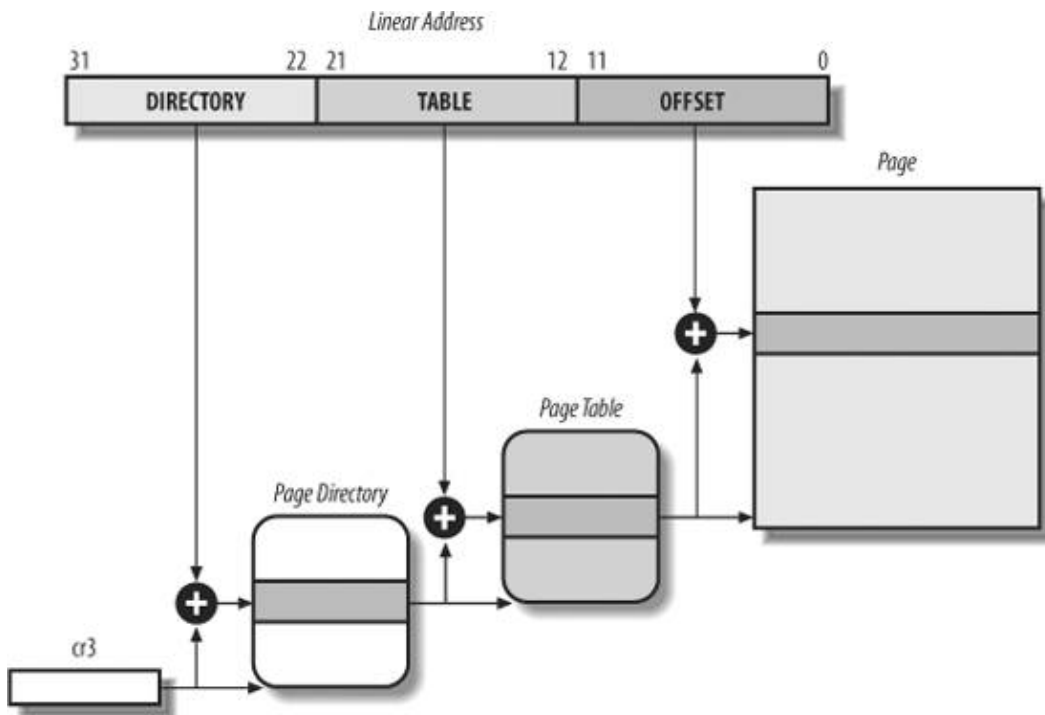 Linear Address
31 22 21 12 11 0
DIRECTORY TABLE OFFSET
Page
Page Table
Page Directory
cr3